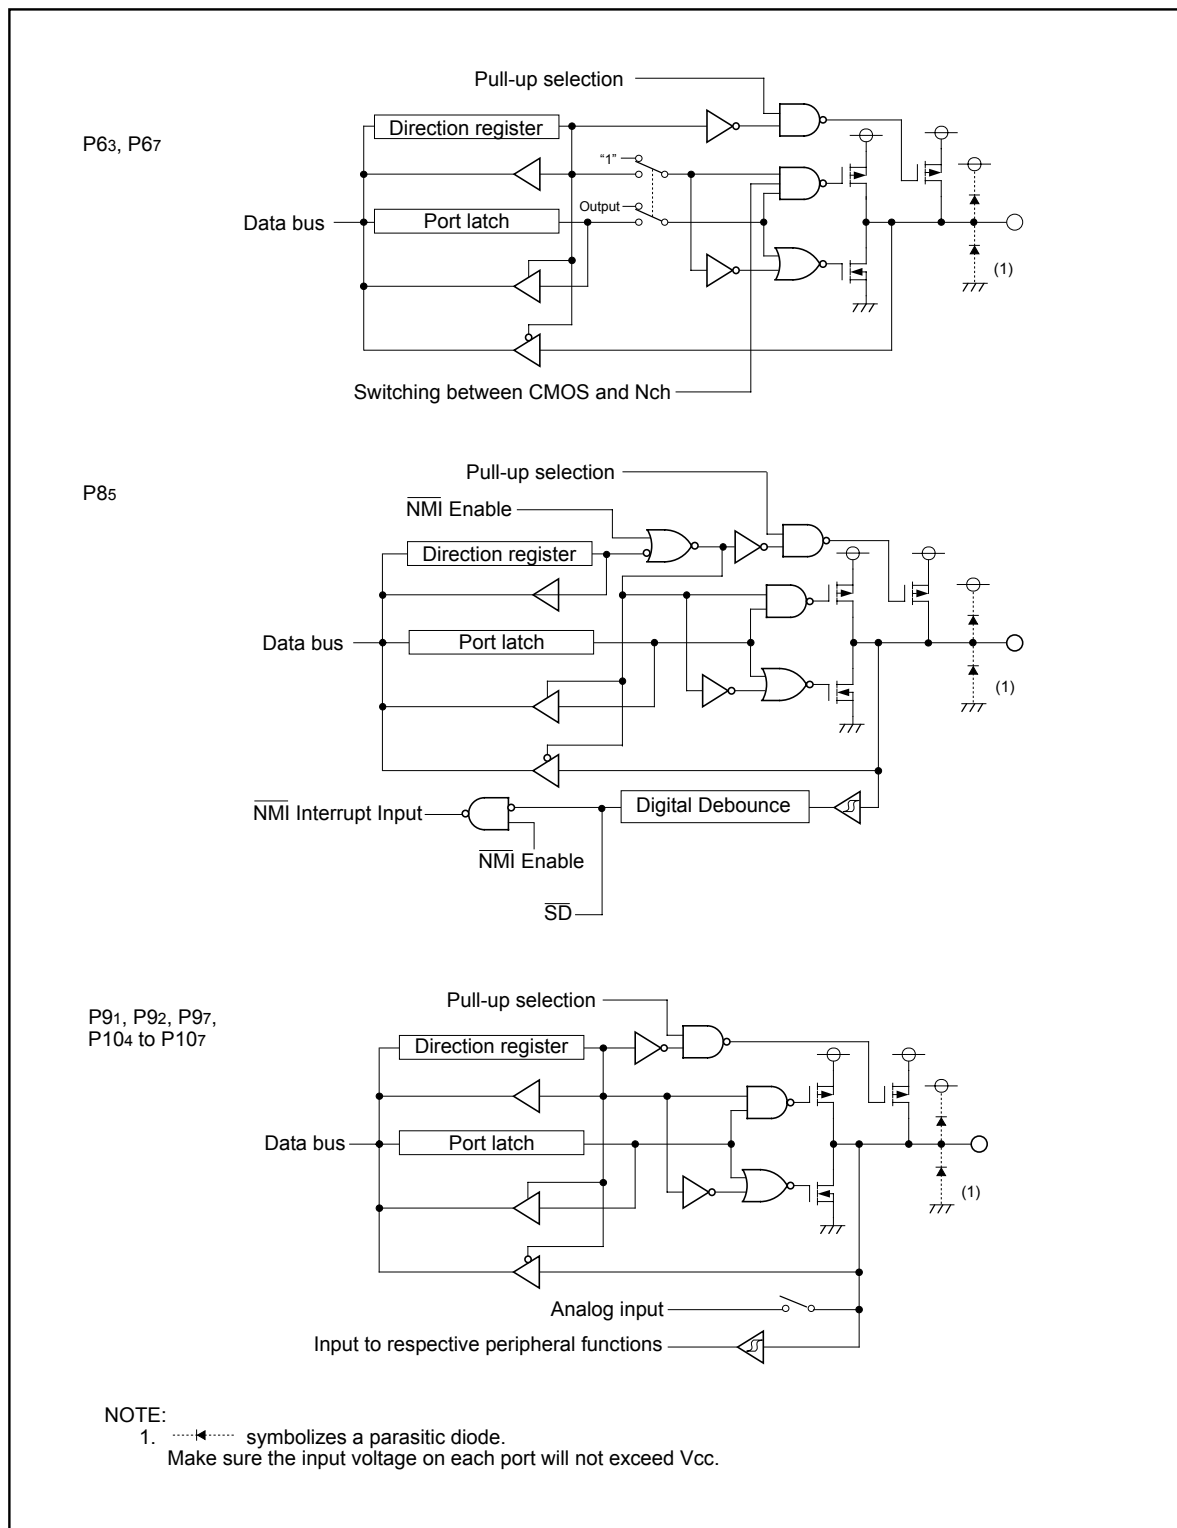 Pull-up selection
Direction register
P63, P67
“1”
Output
Data bus
Port latch
(1)
Switching between CMOS and Nch
Pull-up selection
P85
NMI Enable
Direction register
Data bus
Port latch
(1)
NMI Interrupt Input
Digital Debounce
NMI Enable
SD
Pull-up selection
P91, P92, P97,
P104 to P107
Direction register
Data bus
Port latch
(1)
Analog input
Input to respective peripheral functions
NOTE:
1. symbolizes a parasitic diode.
Make sure the input voltage on each port will not exceed Vcc.